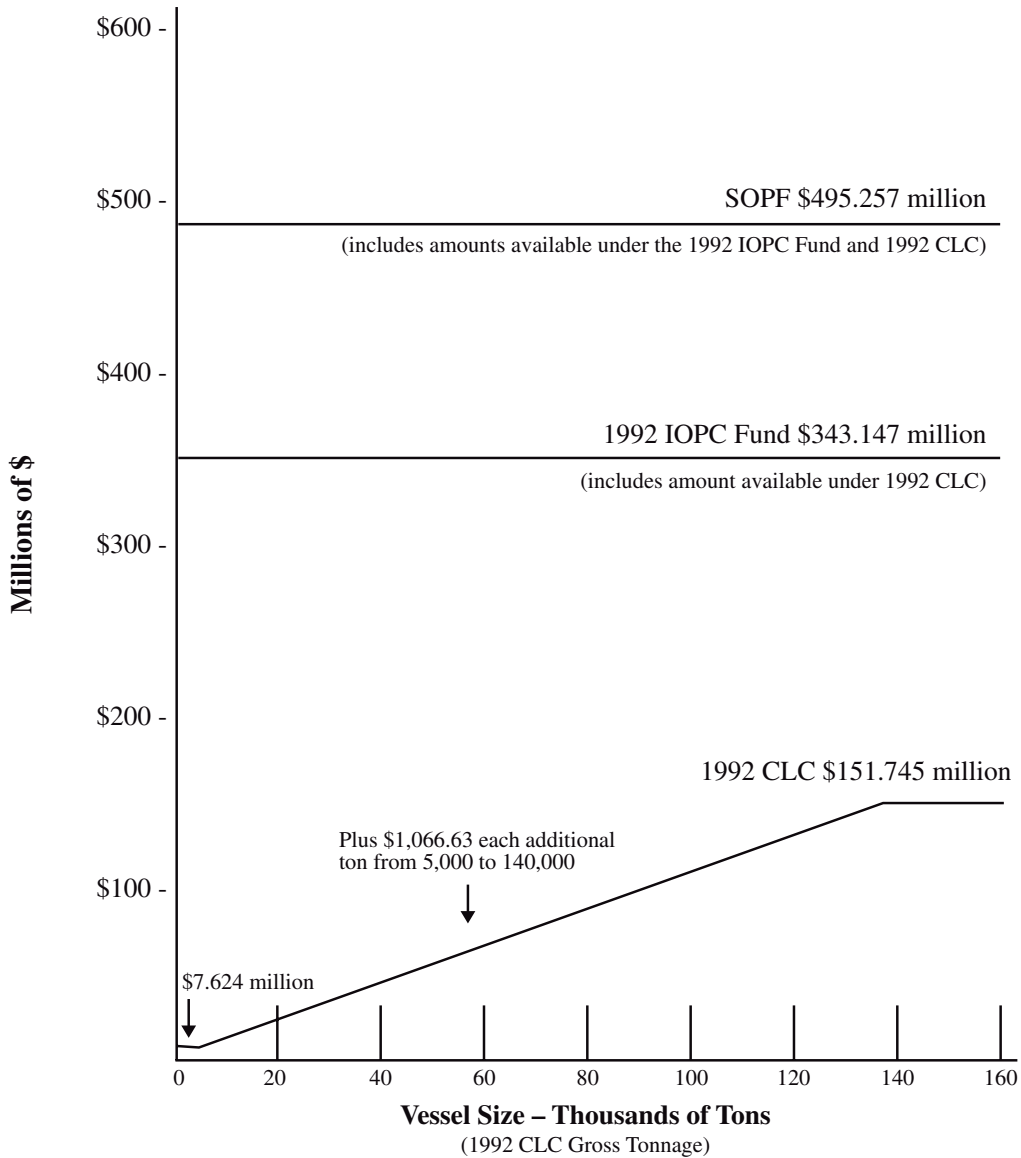 $600 -
$500 -
SOPF $495.257 million
(includes amounts available under the 1992 IOPC Fund and 1992 CLC)
$400 -
1992 IOPC Fund $343.147 million
(includes amount available under 1992 CLC)
Millions of $
$300 -
$200 -
1992 CLC $151.745 million
Plus $1,066.63 each additional
ton from 5,000 to 140,000
$100 -
$7.624 million
0 20 40 60 80 100 120 140 160
Vessel Size – Thousands of Tons
(1992 CLC Gross Tonnage)